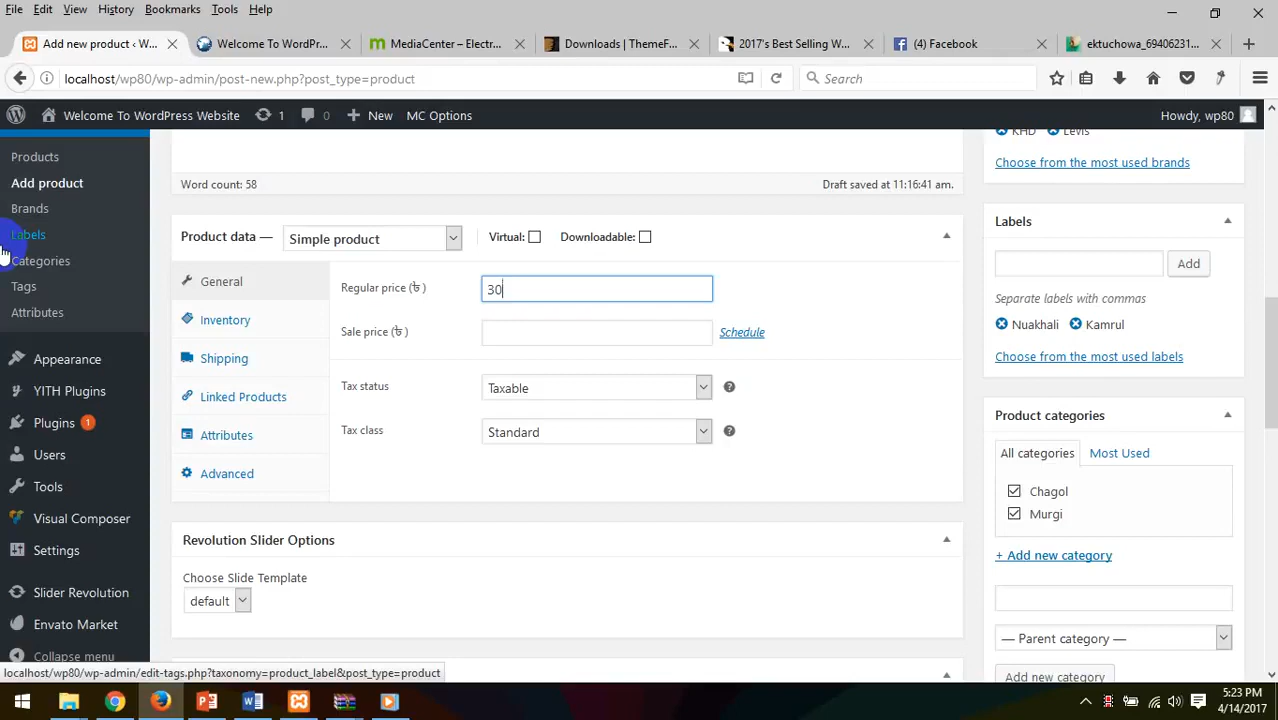 File Edit View History Bookmarks Tools Help
Add new product ‹ W... Welcome To WordPre... MediaCenter – Electr... Downloads | ThemeF... 2017's Best Selling W... (4) Facebook ektuchowa_69406231...
localhost/wp80/wp-admin/post-new.php?post_type=product Search
Welcome To WordPress Website 1 0 New MC Options Howdy, wp80
Products
Add product
Brands
Labels
Categories
Tags
Attributes
Appearance
YITH Plugins
Plugins 1
Users
Tools
Visual Composer
Settings
Slider Revolution
Envato Market
Collapse menu
Word count: 58 Draft saved at 11:16:41 am.
Product data — Simple product Virtual: Downloadable:
General
Inventory
Shipping
Linked Products
Attributes
Advanced
Regular price (৳ ) 30
Sale price (৳ ) Schedule
Tax status Taxable
Tax class Standard
Revolution Slider Options
Choose Slide Template
default
KHD Levis
Choose from the most used brands
Labels
Add
Separate labels with commas
Nuakhali Kamrul
Choose from the most used labels
Product categories
All categories Most Used
Chagol
Murgi
+ Add new category
— Parent category —
Add new category
localhost/wp80/wp-admin/edit-tags.php?taxonomy=product_label&post_type=product
5:23 PM
4/14/2017